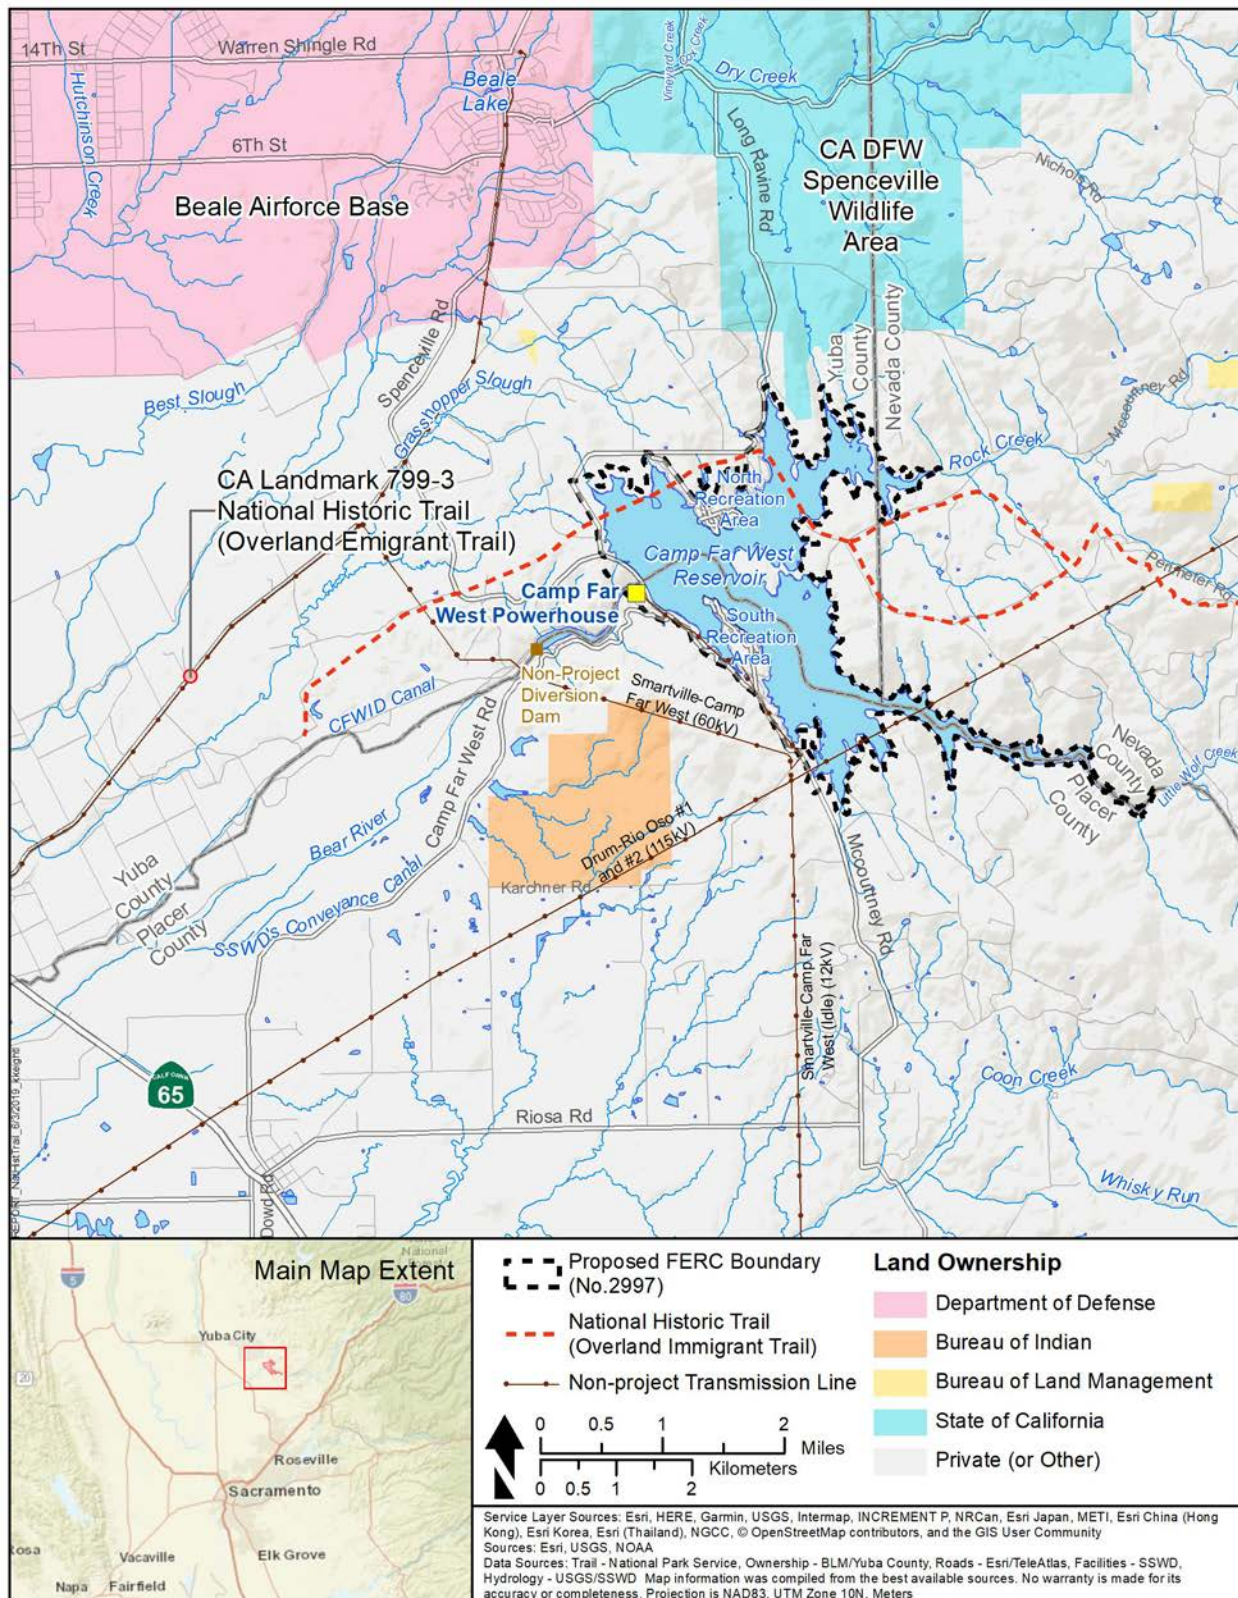 14Th St
Warren Shingle Rd
Hutchinson Creek
Beale
Lake
6Th St
Beale Airforce Base
Vineyard Creek
Cox Creek
Dry Creek
Long Ravine Rd
CA DFW
Spenceville
Wildlife
Area
Nichols Rd
Yuba
County
Nevada County
Mccourtney Rd
Spenceville Rd
Best Slough
Grasshopper Slough
Rock Creek
CA Landmark 799-3
National Historic Trail
(Overland Emigrant Trail)
North
Recreation
Area
Camp Far West
Reservoir
Perimeter Rd
Camp Far
West Powerhouse
South
Recreation
Area
Non-Project
Diversion
Dam
Smartville-Camp
Far West (60kV)
CFWID Canal
Camp Far West Rd
Nevada
County
Placer
County
Little Wolf Creek
Bear River
Drum-Rio Oso #1
and #2 (115kV)
Karchner Rd
Mccourtney Rd
Yuba
County
Placer
County
SSWD's Conveyance Canal
Smartville-Camp Far
West (Idle) (12kV)
Coon Creek
CALIFORNIA
65
Riosa Rd
Whisky Run
Dowd Rd
Main Map Extent
National
5
80
Yuba City
20
Roseville
Sacramento
Elk Grove
Vacaville
Napa
Fairfield
osa
Proposed FERC Boundary
(No.2997)
National Historic Trail
(Overland Immigrant Trail)
Non-project Transmission Line
0 0.5 1 2
Miles
Kilometers
0 0.5 1 2
N
Land Ownership
Department of Defense
Bureau of Indian
Bureau of Land Management
State of California
Private (or Other)
Service Layer Sources: Esri, HERE, Garmin, USGS, Intermap, INCREMENT P, NRCan, Esri Japan, METI, Esri China (Hong
Kong), Esri Korea, Esri (Thailand), NGCC, © OpenStreetMap contributors, and the GIS User Community
Sources: Esri, USGS, NOAA
Data Sources: Trail - National Park Service, Ownership - BLM/Yuba County, Roads - Esri/TeleAtlas, Facilities - SSWD,
Hydrology - USGS/SSWD Map information was compiled from the best available sources. No warranty is made for its
accuracy or completeness. Projection is NAD83, UTM Zone 10N, Meters